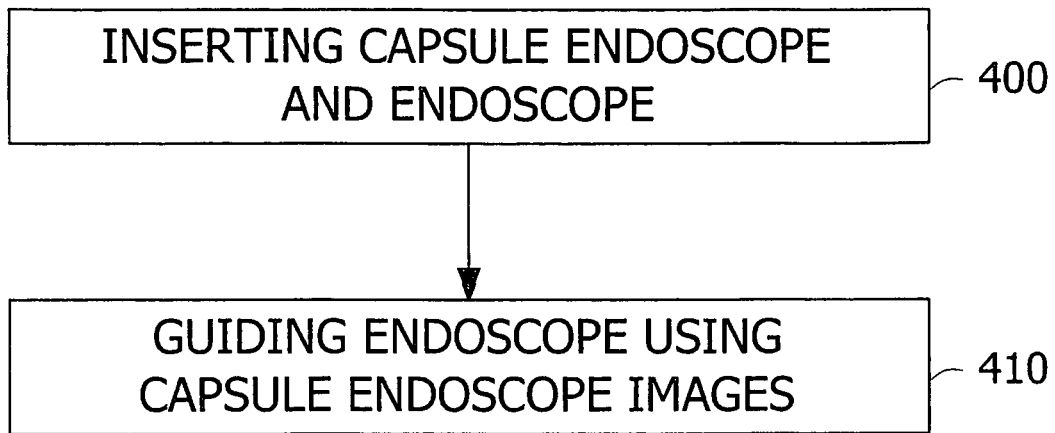 INSERTING CAPSULE ENDOSCOPE
AND ENDOSCOPE
400
GUIDING ENDOSCOPE USING
CAPSULE ENDOSCOPE IMAGES
410